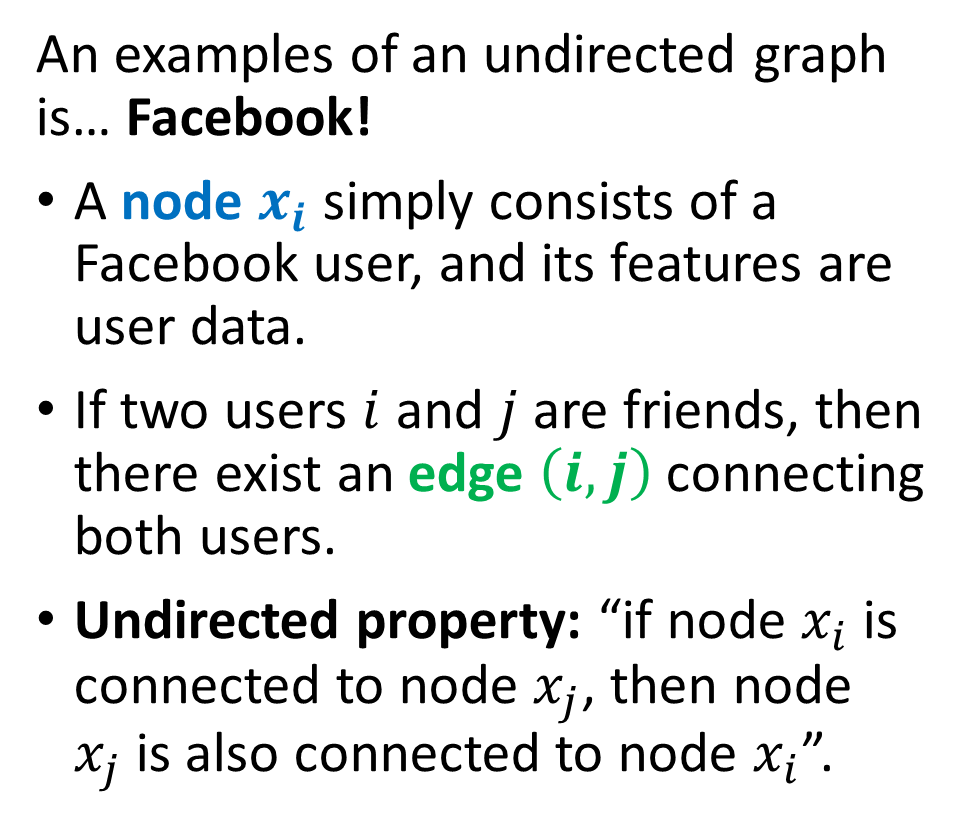 An examples of an undirected graph
is… Facebook!
• A node xᵢ simply consists of a
Facebook user, and its features are
user data.
• If two users i and j are friends, then
there exist an edge (i, j) connecting
both users.
• Undirected property: “if node xᵢ is
connected to node xⱼ, then node
xⱼ is also connected to node xᵢ”.